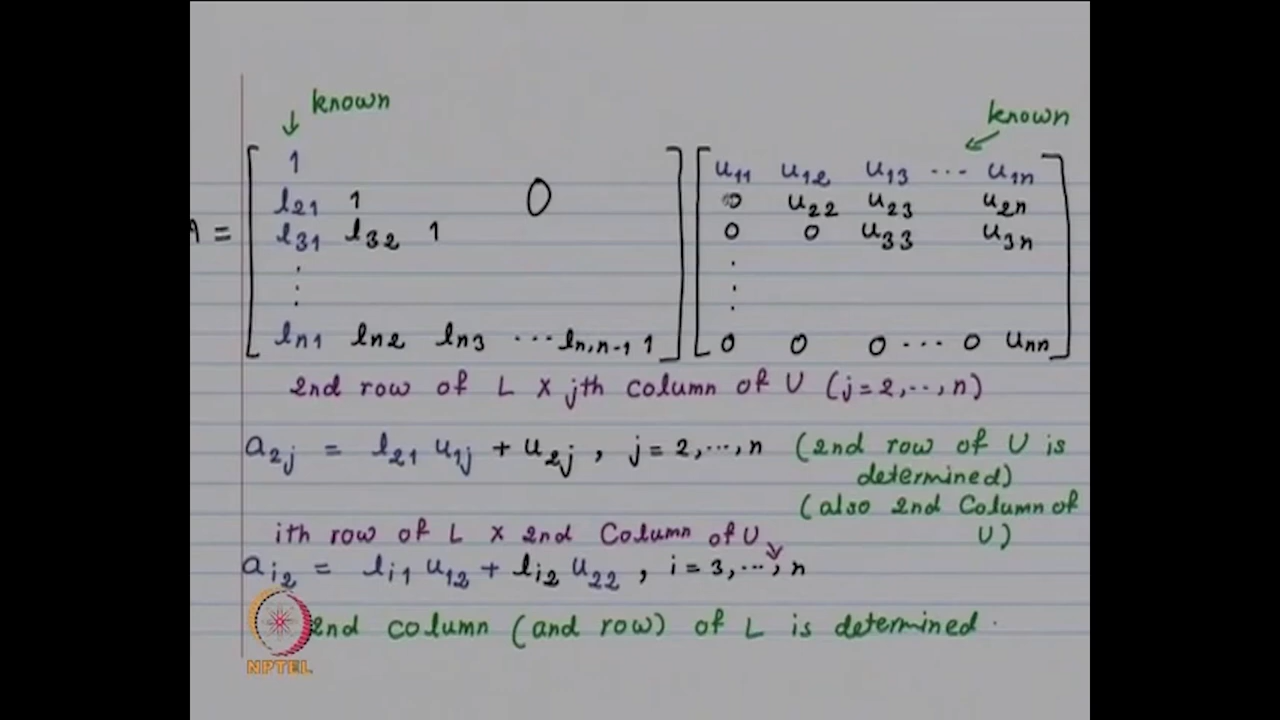 known known
1 u11 u12 u13 ... u1n
l21 1 0 0 u22 u23 u2n
A = l31 l32 1 0 0 u33 u3n
⋮ ⋮
ln1 ln2 ln3 ... ln,n-1 1 0 0 0 ... 0 unn
2nd row of L x jth column of U (j=2,..,n)
a2j = l21 u1j + u2j , j = 2,...,n (2nd row of U is
determined)
(also 2nd Column of
U)
ith row of L x 2nd Column of U
ai2 = li1 u12 + li2 u22 , i = 3,...,n
2nd column (and row) of L is determined.
NPTEL